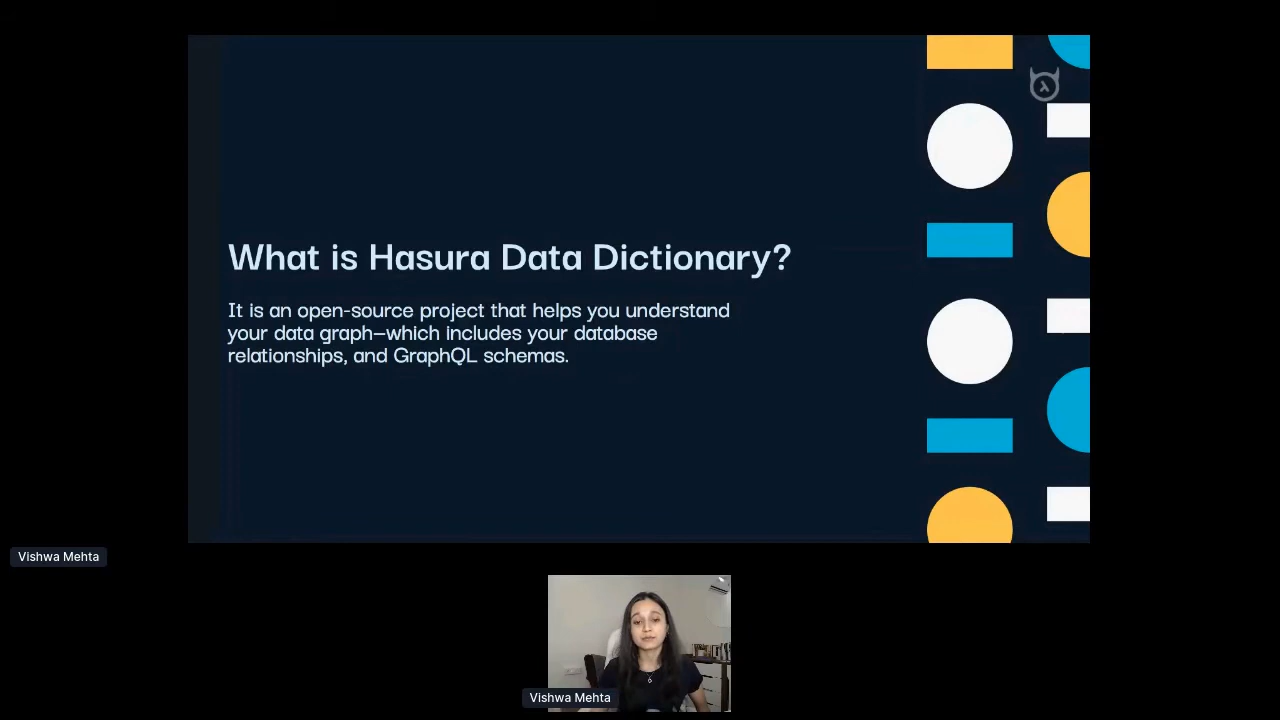 What is Hasura Data Dictionary?
It is an open-source project that helps you understand
your data graph—which includes your database
relationships, and GraphQL schemas.
Vishwa Mehta
Vishwa Mehta